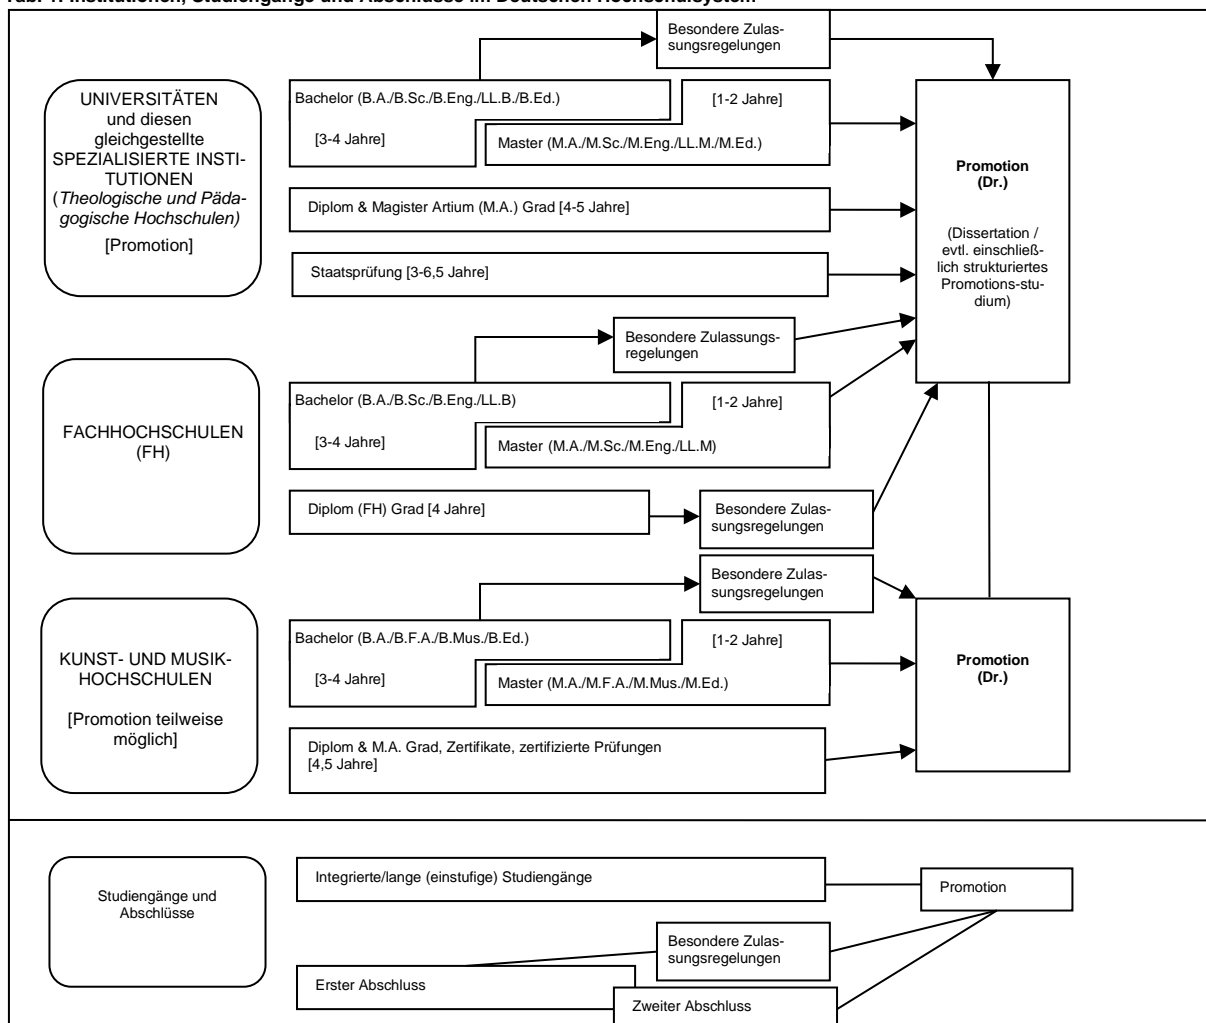 Tab. 1: Institutionen, Studiengänge und Abschlüsse im Deutschen Hochschulsystem
Besondere Zulas-
sungsregelungen
UNIVERSITÄTEN
und diesen
gleichgestellte
SPEZIALISIERTE INSTI-
TUTIONEN
(Theologische und Päda-
gogische Hochschulen)
[Promotion]
Bachelor (B.A./B.Sc./B.Eng./LL.B./B.Ed.)
[3-4 Jahre]
[1-2 Jahre]
Master (M.A./M.Sc./M.Eng./LL.M./M.Ed.)
Diplom & Magister Artium (M.A.) Grad [4-5 Jahre]
Staatsprüfung [3-6,5 Jahre]
Promotion
(Dr.)
(Dissertation /
evtl. einschließ-
lich strukturiertes
Promotions-stu-
dium)
FACHHOCHSCHULEN
(FH)
Besondere Zulassungs-
regelungen
Bachelor (B.A./B.Sc./B.Eng./LL.B)
[3-4 Jahre]
[1-2 Jahre]
Master (M.A./M.Sc./M.Eng./LL.M)
Diplom (FH) Grad [4 Jahre]
Besondere Zulas-
sungsregelungen
KUNST- UND MUSIK-
HOCHSCHULEN
[Promotion teilweise
möglich]
Besondere Zulas-
sungsregelungen
Bachelor (B.A./B.F.A./B.Mus./B.Ed.)
[3-4 Jahre]
[1-2 Jahre]
Master (M.A./M.F.A./M.Mus./M.Ed.)
Diplom & M.A. Grad, Zertifikate, zertifizierte Prüfungen
[4,5 Jahre]
Promotion
(Dr.)
Studiengänge und
Abschlüsse
Integrierte/lange (einstufige) Studiengänge
Promotion
Besondere Zulas-
sungsregelungen
Erster Abschluss
Zweiter Abschluss